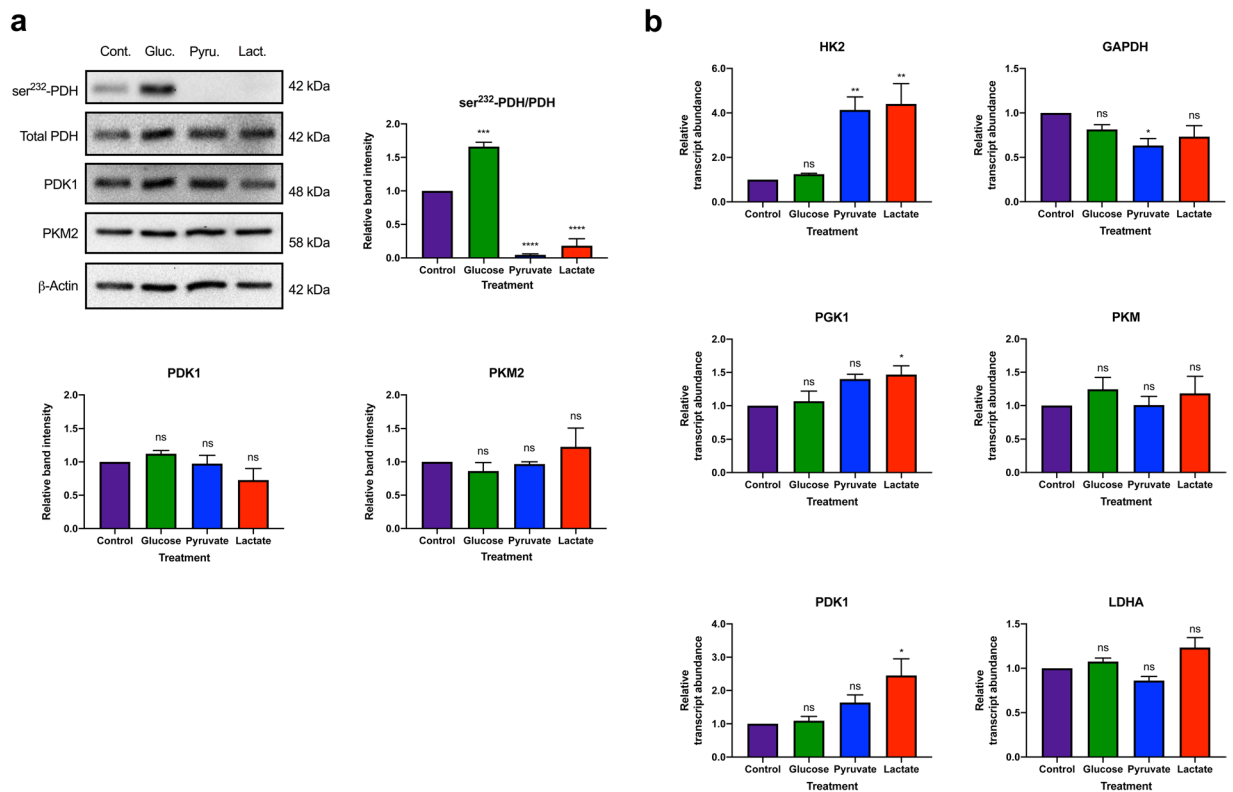 a
Cont. Gluc. Pyru. Lact.
ser232-PDH 42 kDa
Total PDH 42 kDa
PDK1 48 kDa
PKM2 58 kDa
β-Actin 42 kDa
ser232-PDH/PDH
Relative band intensity
2.0
1.5
1.0
0.5
0.0
*** **** ****
Control Glucose Pyruvate Lactate
Treatment
PDK1
Relative band intensity
2.0
1.5
1.0
0.5
0.0
ns ns ns
Control Glucose Pyruvate Lactate
Treatment
PKM2
Relative band intensity
2.0
1.5
1.0
0.5
0.0
ns ns ns
Control Glucose Pyruvate Lactate
Treatment
b
HK2
Relative
transcript abundance
6.0
4.0
2.0
0.0
ns ** **
Control Glucose Pyruvate Lactate
Treatment
GAPDH
Relative
transcript abundance
1.5
1.0
0.5
0.0
ns * ns
Control Glucose Pyruvate Lactate
Treatment
PGK1
Relative
transcript abundance
2.0
1.5
1.0
0.5
0.0
ns ns *
Control Glucose Pyruvate Lactate
Treatment
PKM
Relative
transcript abundance
2.0
1.5
1.0
0.5
0.0
ns ns ns
Control Glucose Pyruvate Lactate
Treatment
PDK1
Relative
transcript abundance
4.0
3.0
2.0
1.0
0.0
ns ns *
Control Glucose Pyruvate Lactate
Treatment
LDHA
Relative
transcript abundance
1.5
1.0
0.5
0.0
ns ns ns
Control Glucose Pyruvate Lactate
Treatment